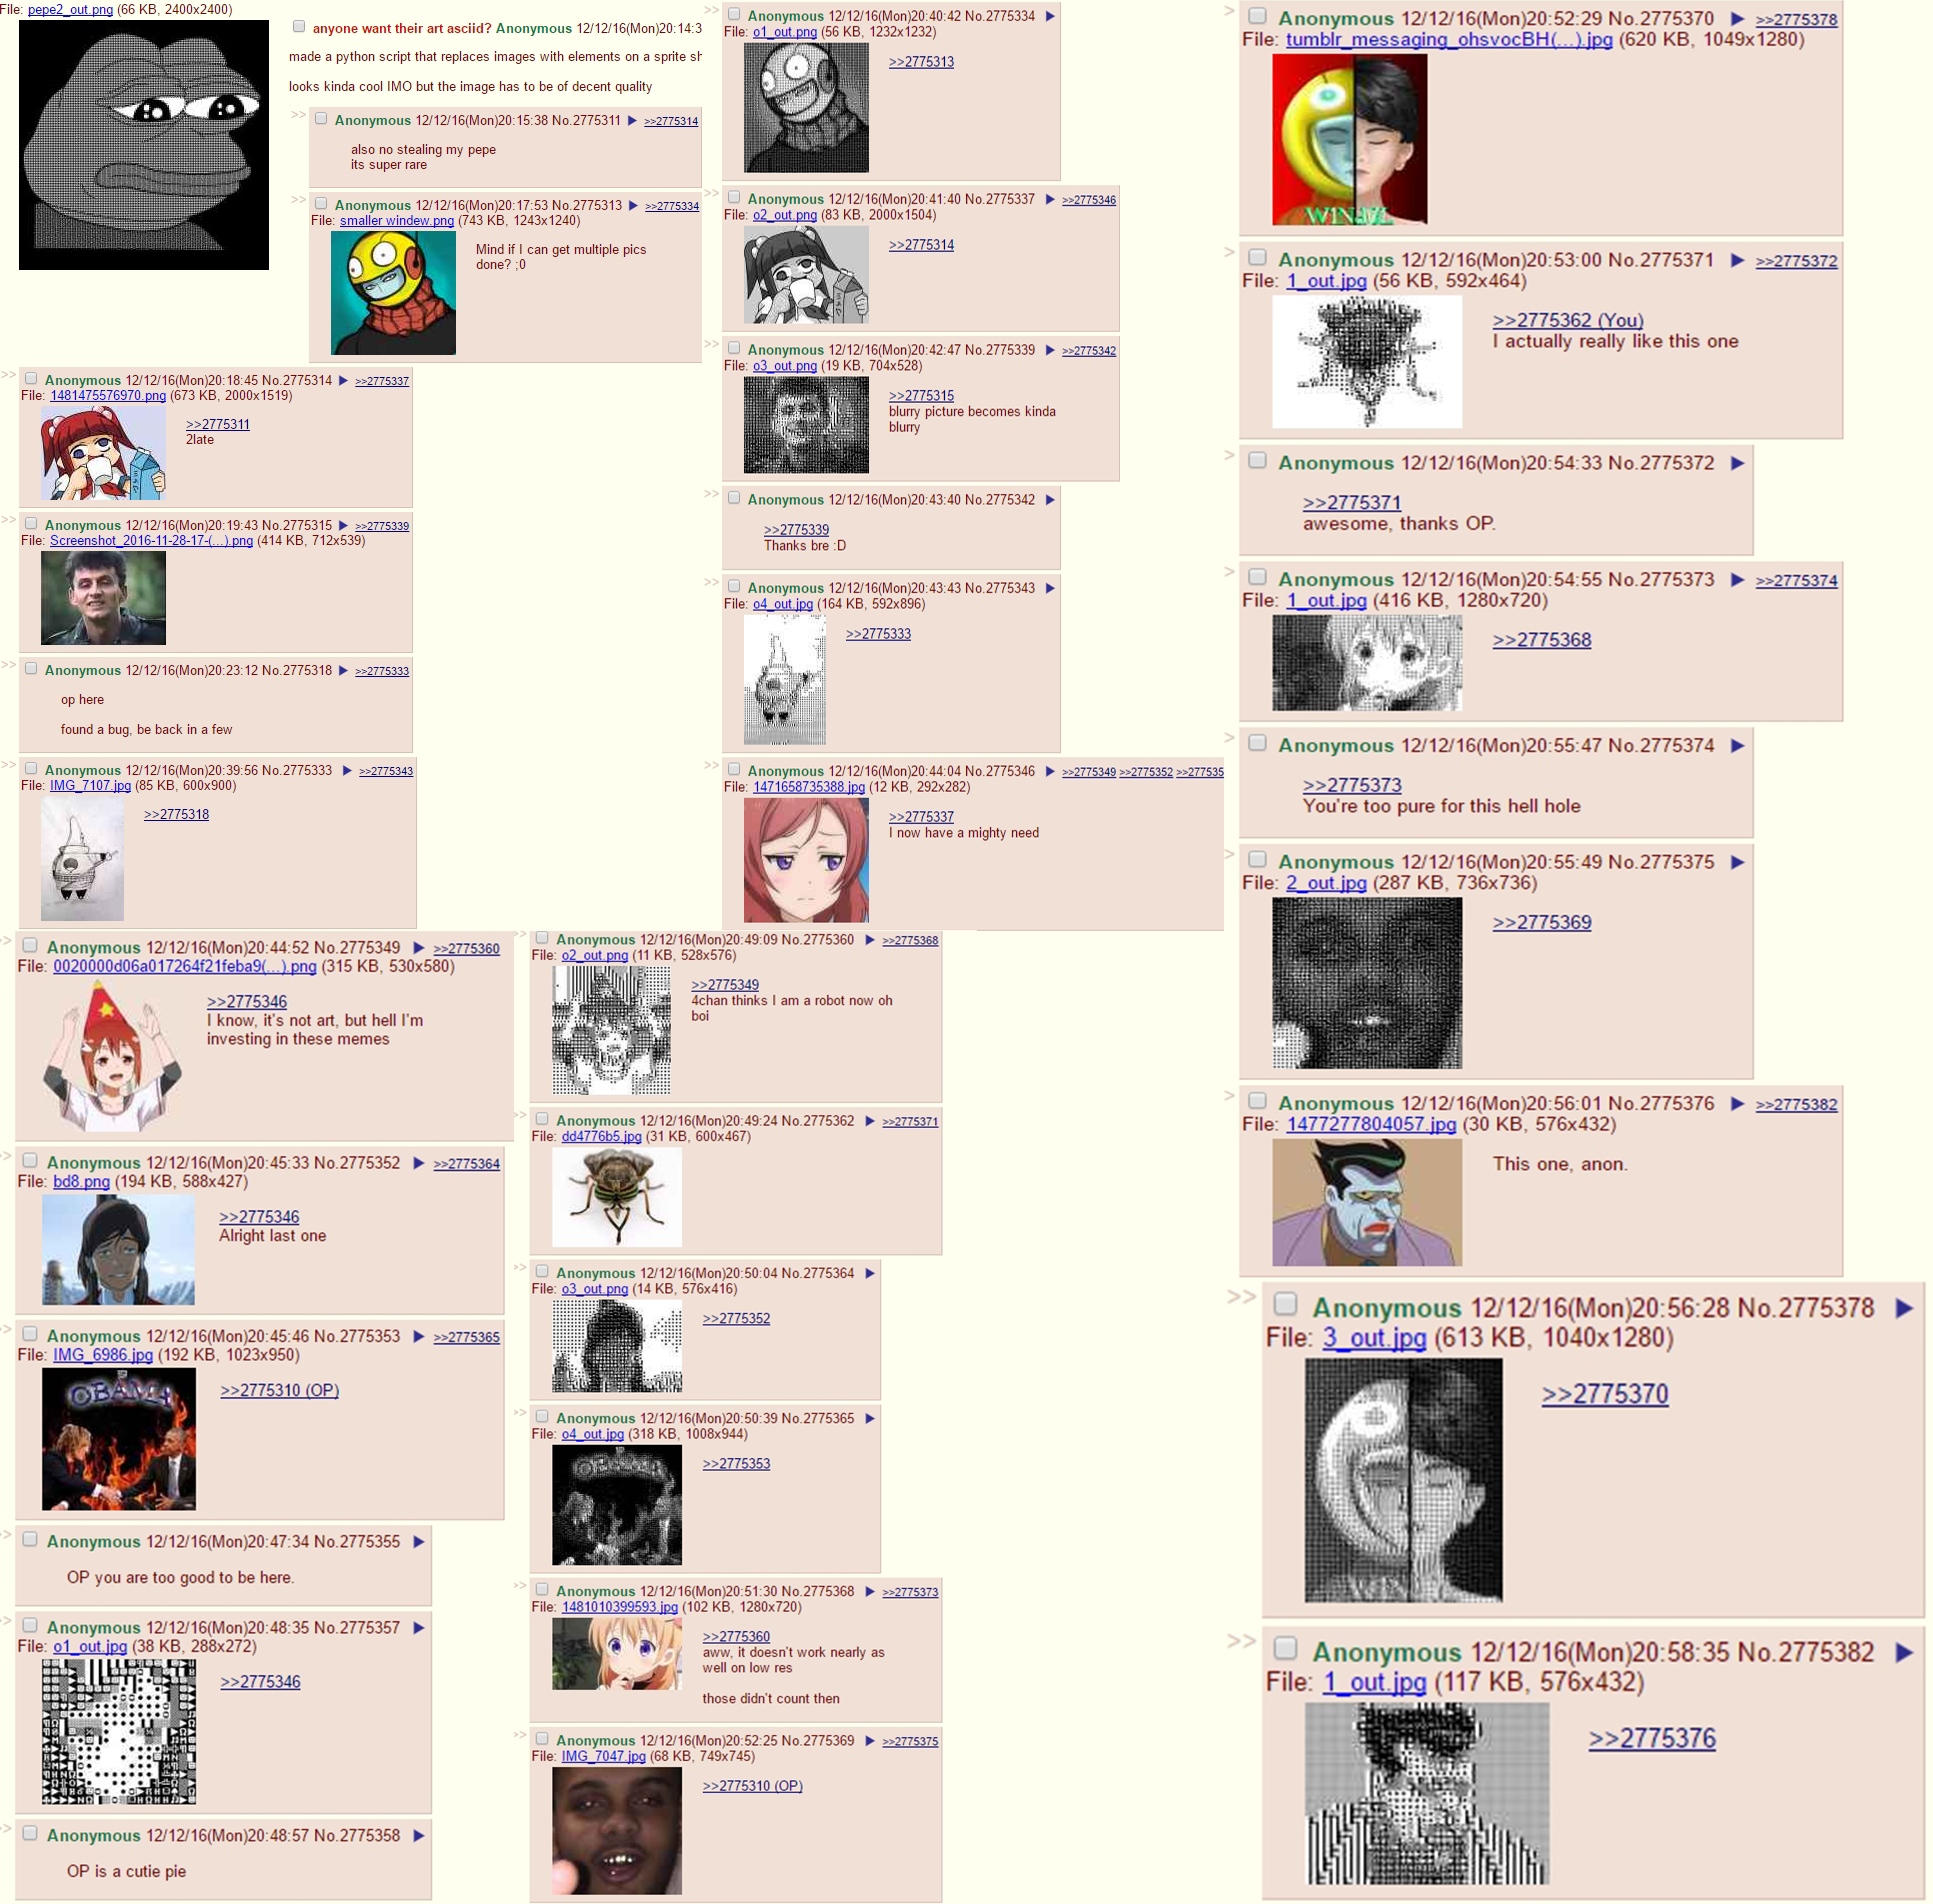 File: pepe2_out.png (66 KB, 2400x2400)
anyone want their art asciid? Anonymous 12/12/16(Mon)20:14:3
made a python script that replaces images with elements on a sprite sh
looks kinda cool IMO but the image has to be of decent quality
>> Anonymous 12/12/16(Mon)20:15:38 No.2775311 ▶ >>2775314
also no stealing my pepe
its super rare
>> Anonymous 12/12/16(Mon)20:17:53 No.2775313 ▶ >>2775334
File: smaller windew.png (743 KB, 1243x1240)
Mind if I can get multiple pics
done? ;0
>> Anonymous 12/12/16(Mon)20:18:45 No.2775314 ▶ >>2775337
File: 1481475576970.png (673 KB, 2000x1519)
>>2775311
2late
>> Anonymous 12/12/16(Mon)20:19:43 No.2775315 ▶ >>2775339
File: Screenshot_2016-11-28-17-(...).png (414 KB, 712x539)
>> Anonymous 12/12/16(Mon)20:23:12 No.2775318 ▶ >>2775333
op here
found a bug, be back in a few
>> Anonymous 12/12/16(Mon)20:39:56 No.2775333 ▶ >>2775343
File: IMG_7107.jpg (85 KB, 600x900)
>>2775318
>> Anonymous 12/12/16(Mon)20:40:42 No.2775334 ▶
File: o1_out.png (56 KB, 1232x1232)
>>2775313
>> Anonymous 12/12/16(Mon)20:41:40 No.2775337 ▶ >>2775346
File: o2_out.png (83 KB, 2000x1504)
>>2775314
>> Anonymous 12/12/16(Mon)20:42:47 No.2775339 ▶ >>2775342
File: o3_out.png (19 KB, 704x528)
>>2775315
blurry picture becomes kinda
blurry
>> Anonymous 12/12/16(Mon)20:43:40 No.2775342 ▶
>>2775339
Thanks bre :D
>> Anonymous 12/12/16(Mon)20:43:43 No.2775343 ▶
File: o4_out.jpg (164 KB, 592x896)
>>2775333
>> Anonymous 12/12/16(Mon)20:44:04 No.2775346 ▶ >>2775349 >>2775352 >>277535
File: 1471658735388.jpg (12 KB, 292x282)
>>2775337
I now have a mighty need
> Anonymous 12/12/16(Mon)20:44:52 No.2775349 ▶ >>2775360
File: 0020000d06a017264f21feba9(...).png (315 KB, 530x580)
>>2775346
I know, it's not art, but hell I'm
investing in these memes
> Anonymous 12/12/16(Mon)20:45:33 No.2775352 ▶ >>2775364
File: bd8.png (194 KB, 588x427)
>>2775346
Alright last one
> Anonymous 12/12/16(Mon)20:45:46 No.2775353 ▶ >>2775365
File: IMG_6986.jpg (192 KB, 1023x950)
OBAMA
>>2775310 (OP)
> Anonymous 12/12/16(Mon)20:47:34 No.2775355 ▶
OP you are too good to be here.
> Anonymous 12/12/16(Mon)20:48:35 No.2775357 ▶
File: o1_out.jpg (38 KB, 288x272)
>>2775346
> Anonymous 12/12/16(Mon)20:48:57 No.2775358 ▶
OP is a cutie pie
>> Anonymous 12/12/16(Mon)20:49:09 No.2775360 ▶ >>2775368
File: o2_out.png (11 KB, 528x576)
>>2775349
4chan thinks I am a robot now oh
boi
>> Anonymous 12/12/16(Mon)20:49:24 No.2775362 ▶ >>2775371
File: dd4776b5.jpg (31 KB, 600x467)
>> Anonymous 12/12/16(Mon)20:50:04 No.2775364 ▶
File: o3_out.png (14 KB, 576x416)
>>2775352
>> Anonymous 12/12/16(Mon)20:50:39 No.2775365 ▶
File: o4_out.jpg (318 KB, 1008x944)
OBAMA
>>2775353
>> Anonymous 12/12/16(Mon)20:51:30 No.2775368 ▶ >>2775373
File: 1481010399593.jpg (102 KB, 1280x720)
>>2775360
aww, it doesn't work nearly as
well on low res
those didn't count then
>> Anonymous 12/12/16(Mon)20:52:25 No.2775369 ▶ >>2775375
File: IMG_7047.jpg (68 KB, 749x745)
>>2775310 (OP)
> Anonymous 12/12/16(Mon)20:52:29 No.2775370 ▶ >>2775378
File: tumblr_messaging_ohsvocBH(...).jpg (620 KB, 1049x1280)
> Anonymous 12/12/16(Mon)20:53:00 No.2775371 ▶ >>2775372
File: 1_out.jpg (56 KB, 592x464)
>>2775362 (You)
I actually really like this one
> Anonymous 12/12/16(Mon)20:54:33 No.2775372 ▶
>>2775371
awesome, thanks OP.
> Anonymous 12/12/16(Mon)20:54:55 No.2775373 ▶ >>2775374
File: 1_out.jpg (416 KB, 1280x720)
>>2775368
> Anonymous 12/12/16(Mon)20:55:47 No.2775374 ▶
>>2775373
You're too pure for this hell hole
> Anonymous 12/12/16(Mon)20:55:49 No.2775375 ▶
File: 2_out.jpg (287 KB, 736x736)
>>2775369
> Anonymous 12/12/16(Mon)20:56:01 No.2775376 ▶ >>2775382
File: 1477277804057.jpg (30 KB, 576x432)
This one, anon.
>> Anonymous 12/12/16(Mon)20:56:28 No.2775378 ▶
File: 3_out.jpg (613 KB, 1040x1280)
>>2775370
>> Anonymous 12/12/16(Mon)20:58:35 No.2775382 ▶
File: 1_out.jpg (117 KB, 576x432)
>>2775376